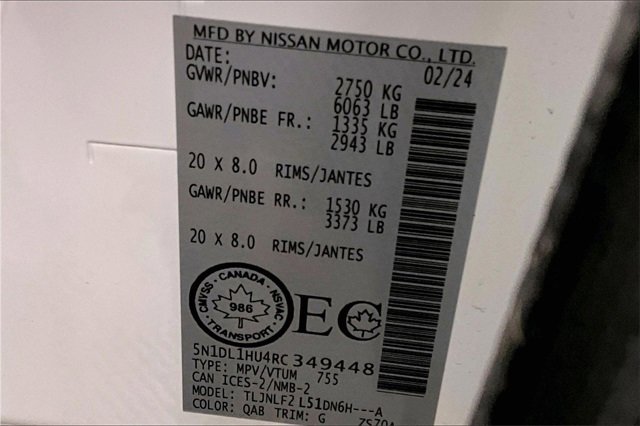 MFD BY NISSAN MOTOR CO., LTD.
DATE: 02/24
GVWR/PNBV: 2750 KG
6063 LB
GAWR/PNBE FR.: 1335 KG
2943 LB
20 X 8.0 RIMS/JANTES
GAWR/PNBE RR.: 1530 KG
3373 LB
20 X 8.0 RIMS/JANTES
CMVSS · CANADA · NSVAC · TRANSPORT ·
986
EC
5N1DL1HU4RC349448
TYPE: MPV/VTUM 755
CAN ICES-2/NMB-2
MODEL: TLJNLF2 L51DN6H---A
COLOR: QAB TRIM: G